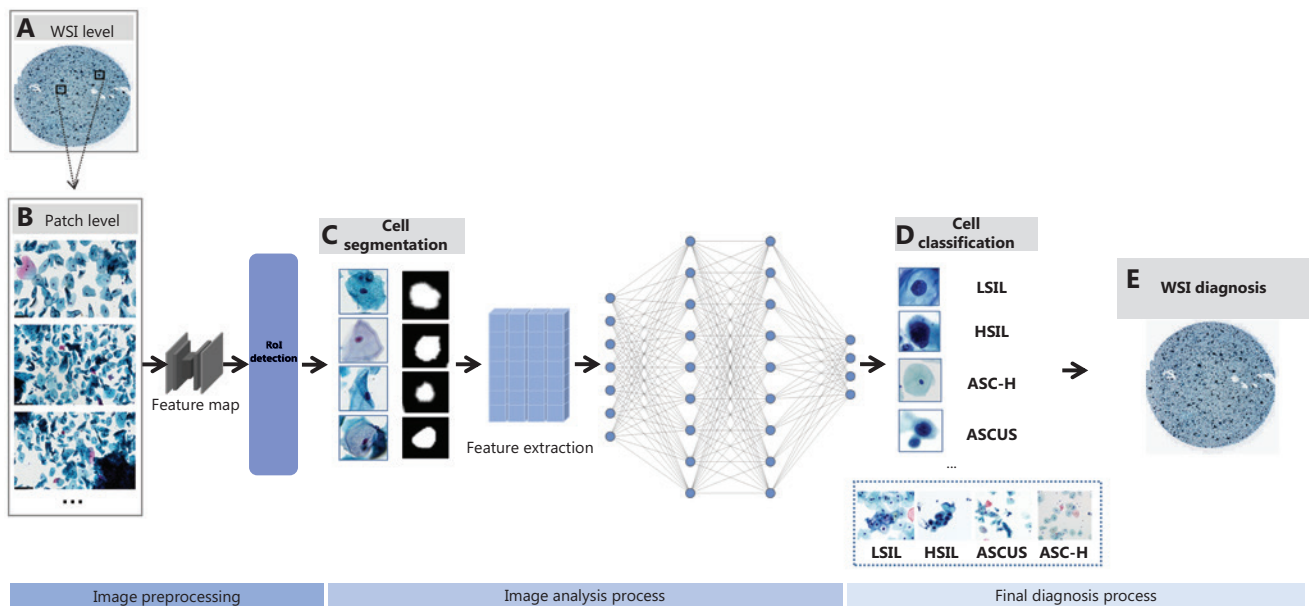 A WSI level
B Patch level
...
Feature map
RoI
detection
C Cell
segmentation
Feature extraction
D Cell
classification
LSIL
HSIL
ASC-H
ASCUS
...
LSIL HSIL ASCUS ASC-H
E WSI diagnosis
Image preprocessing
Image analysis process
Final diagnosis process